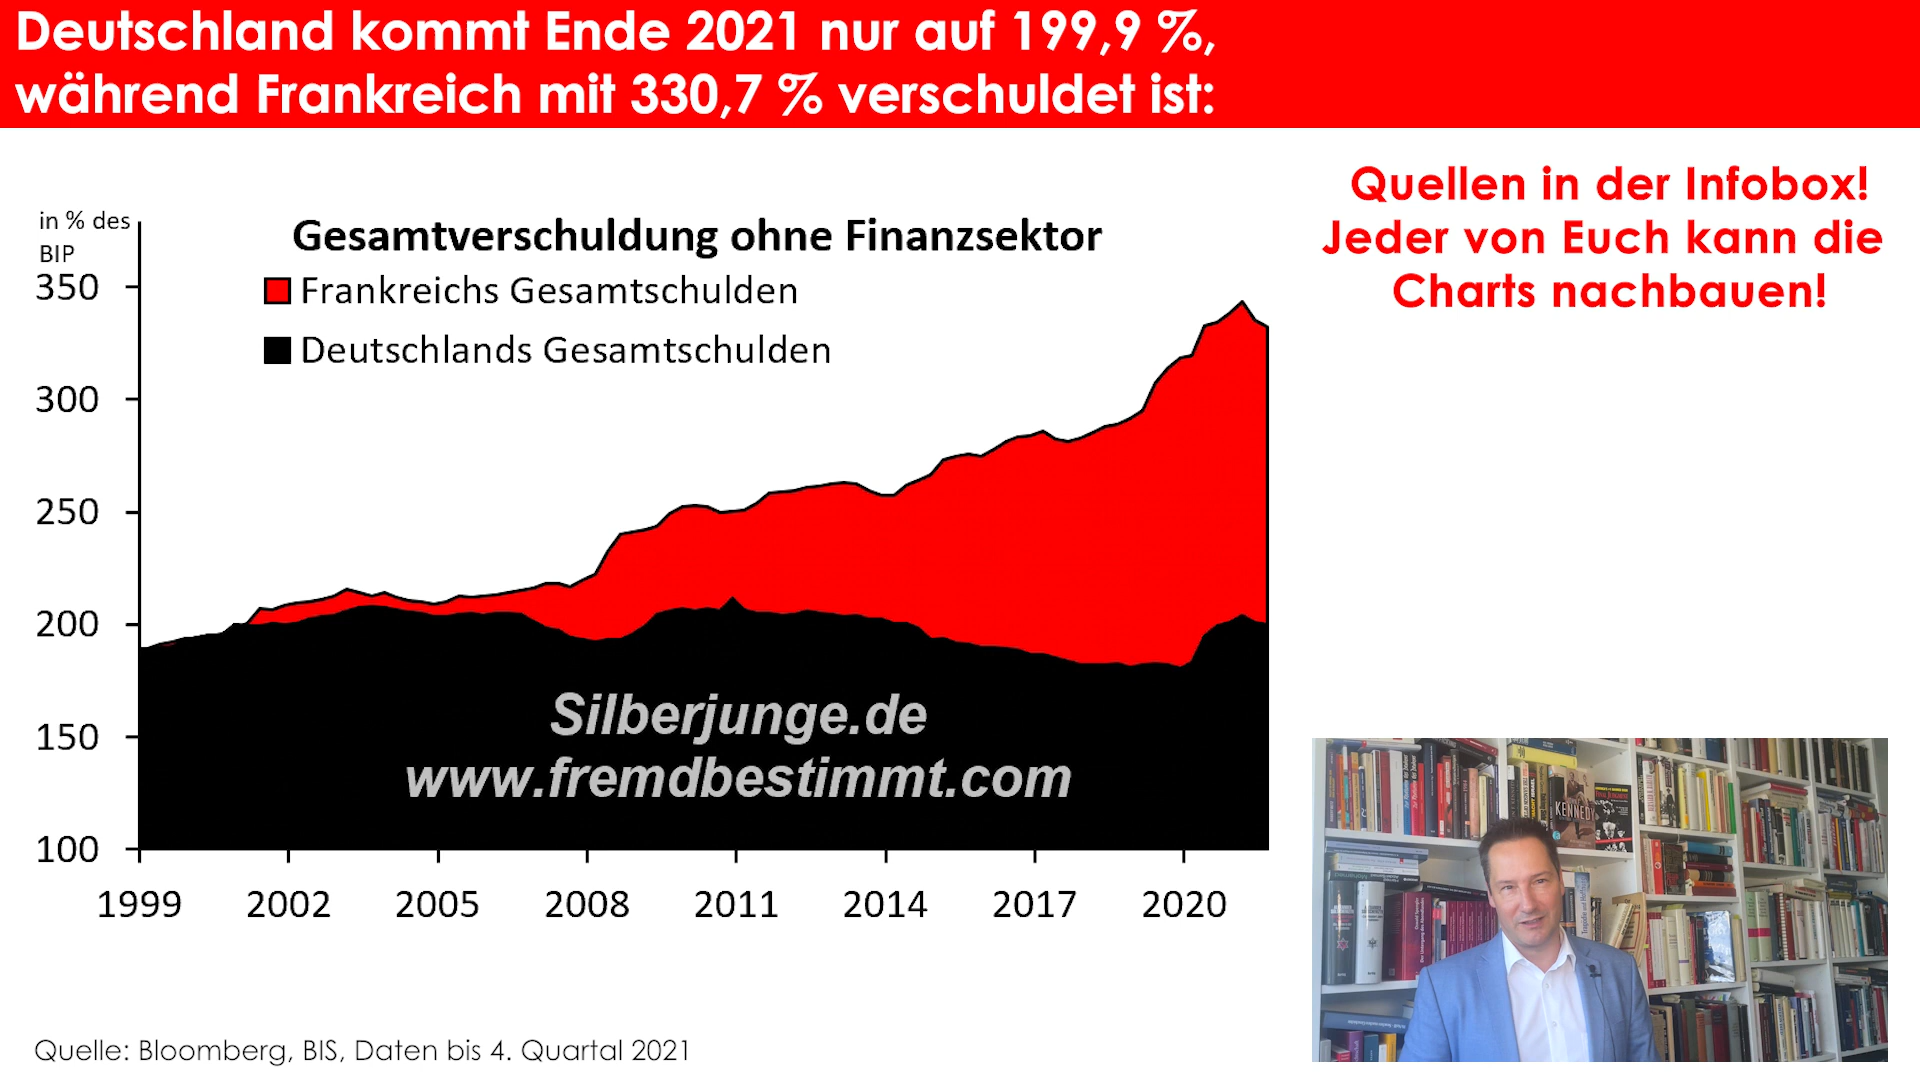 Deutschland kommt Ende 2021 nur auf 199,9 %,
während Frankreich mit 330,7 % verschuldet ist:
Quellen in der Infobox!
Jeder von Euch kann die
Charts nachbauen!
in % des
BIP
Gesamtverschuldung ohne Finanzsektor
Frankreichs Gesamtschulden
Deutschlands Gesamtschulden
350
300
250
200
150
100
1999 2002 2005 2008 2011 2014 2017 2020
Silberjunge.de
www.fremdbestimmt.com
KENNEDY
Quelle: Bloomberg, BIS, Daten bis 4. Quartal 2021